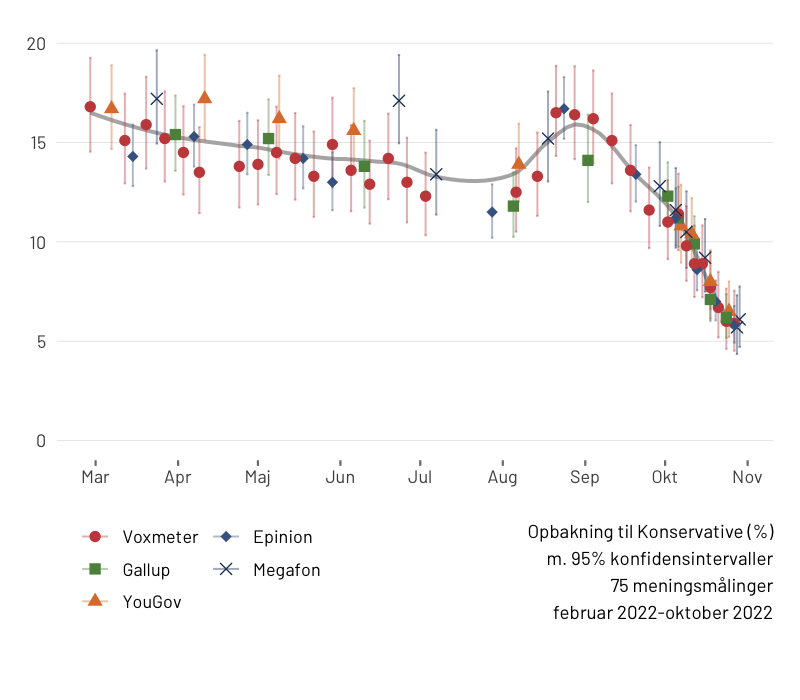 20
15
10
5
0
Mar Apr Maj Jun Jul Aug Sep Okt Nov
Voxmeter Epinion
Gallup Megafon
YouGov
Opbakning til Konservative (%)
m. 95% konfidensintervaller
75 meningsmålinger
februar 2022-oktober 2022